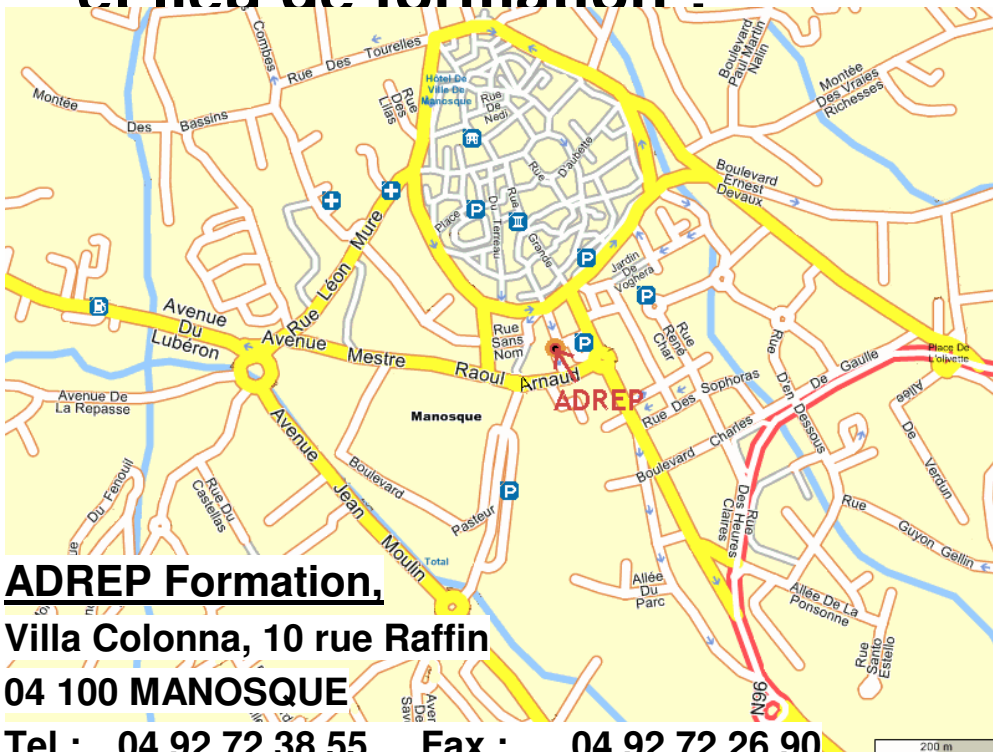 et lieu de formation :
Combes
Rue Des Tourelles
Montée Des Bassins
Rue Des Lilas
Hôtel De Ville De Manosque
Rue De Nedi
Boulevard Paul Martin Nalin
Montée Des Vraies Richesses
Rue D'aubette
Boulevard Ernest Devaux
Place
Du Terreau
Rue Grande
P
P
Jardin De Voghera
P
Rue Léon Mure
Avenue Du Lubéron
Avenue Mestre Raoul Arnaud
Rue Sans Nom
P
Rue René Char
ADREP
Rue Des Sophoras
Boulevard Charles De Gaulle
Rue D'en Dessous
Place De L'olivette
Allée De Verdun
Avenue De La Repasse
Manosque
Avenue Jean Moulin
Boulevard Pasteur
P
Du Fenouil
Rue Du Castellas
Total
Rue Des Heures Claires
Rue Guyon Gellin
Allée Du Parc
Allée De La Ponsonne
Rue Santo Estello
N96
ADREP Formation,
Villa Colonna, 10 rue Raffin
04 100 MANOSQUE
Tel : 04 92 72 38 55 Fax : 04 92 72 26 90
200 m